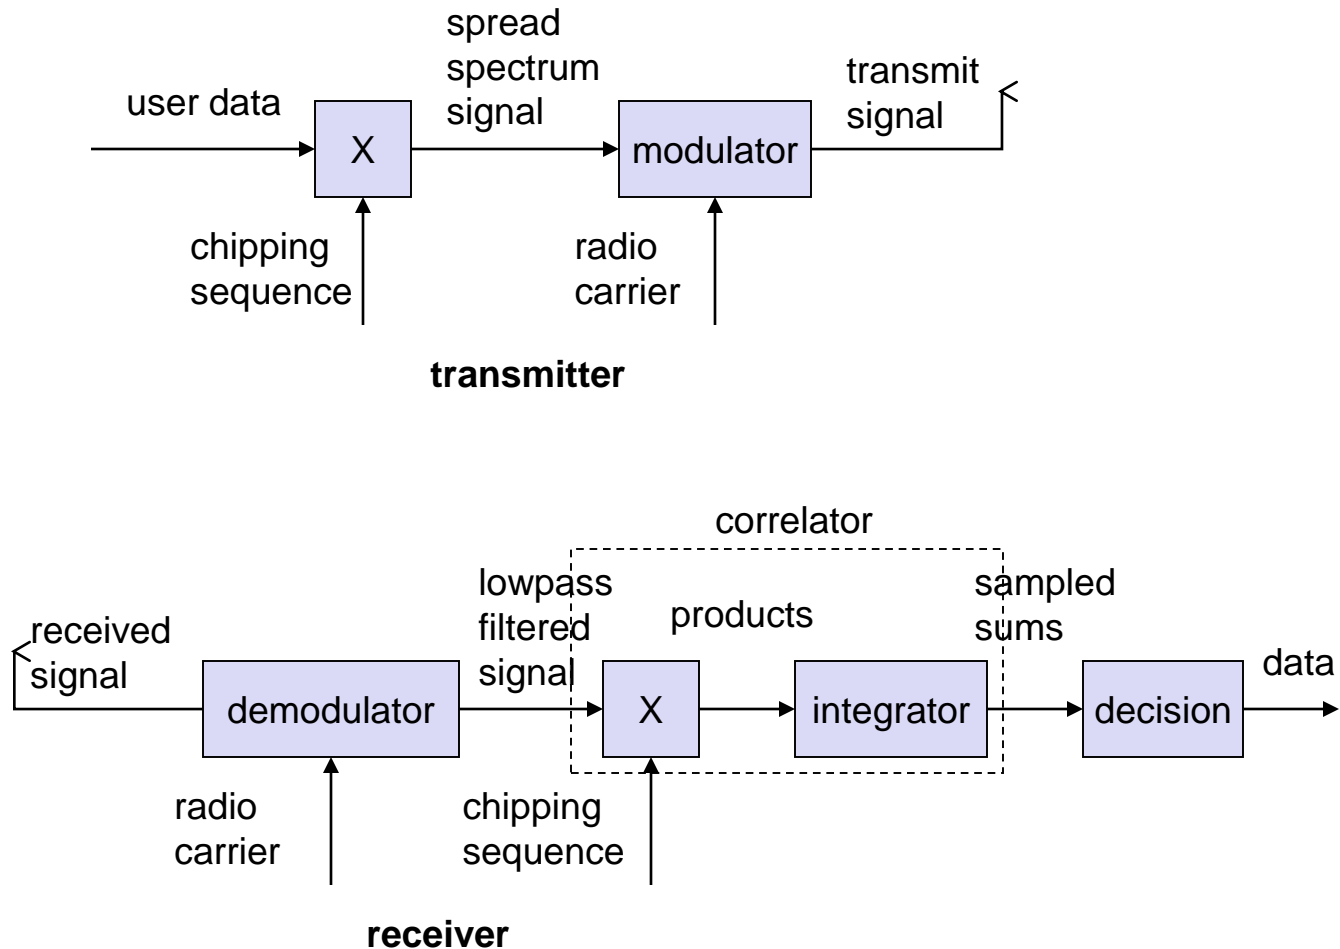 spread
spectrum
signal
user data
transmit
signal
X
modulator
chipping
sequence
radio
carrier
transmitter
correlator
lowpass
filtered
signal
products
sampled
sums
received
signal
data
demodulator
X
integrator
decision
radio
carrier
chipping
sequence
receiver